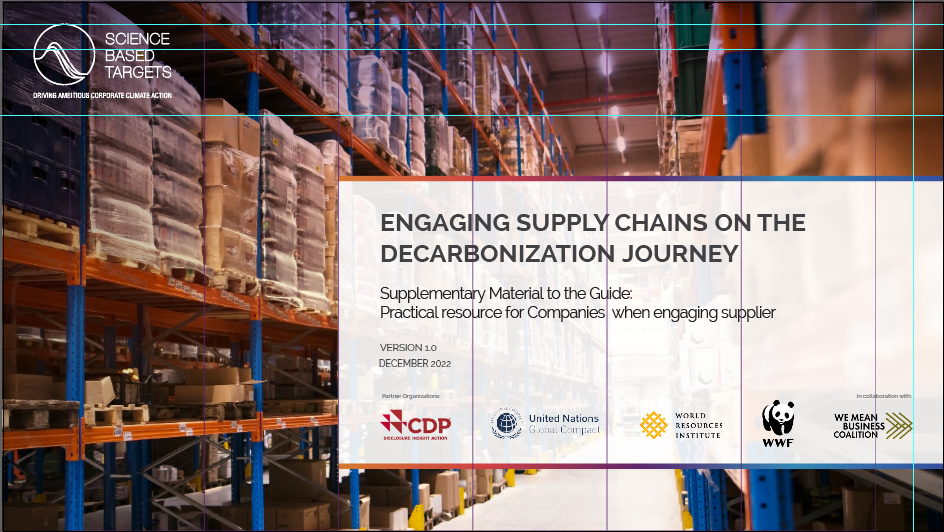 SCIENCE
BASED
TARGETS
DRIVING AMBITIOUS CORPORATE CLIMATE ACTION
ENGAGING SUPPLY CHAINS ON THE
DECARBONIZATION JOURNEY
Supplementary Material to the Guide:
Practical resource for Companies when engaging supplier
VERSION 1.0
DECEMBER 2022
Partner Organizations:
In collaboration with:
CDP
DISCLOSURE INSIGHT ACTION
United Nations
Global Compact
WORLD
RESOURCES
INSTITUTE
WWF
WE MEAN
BUSINESS
COALITION